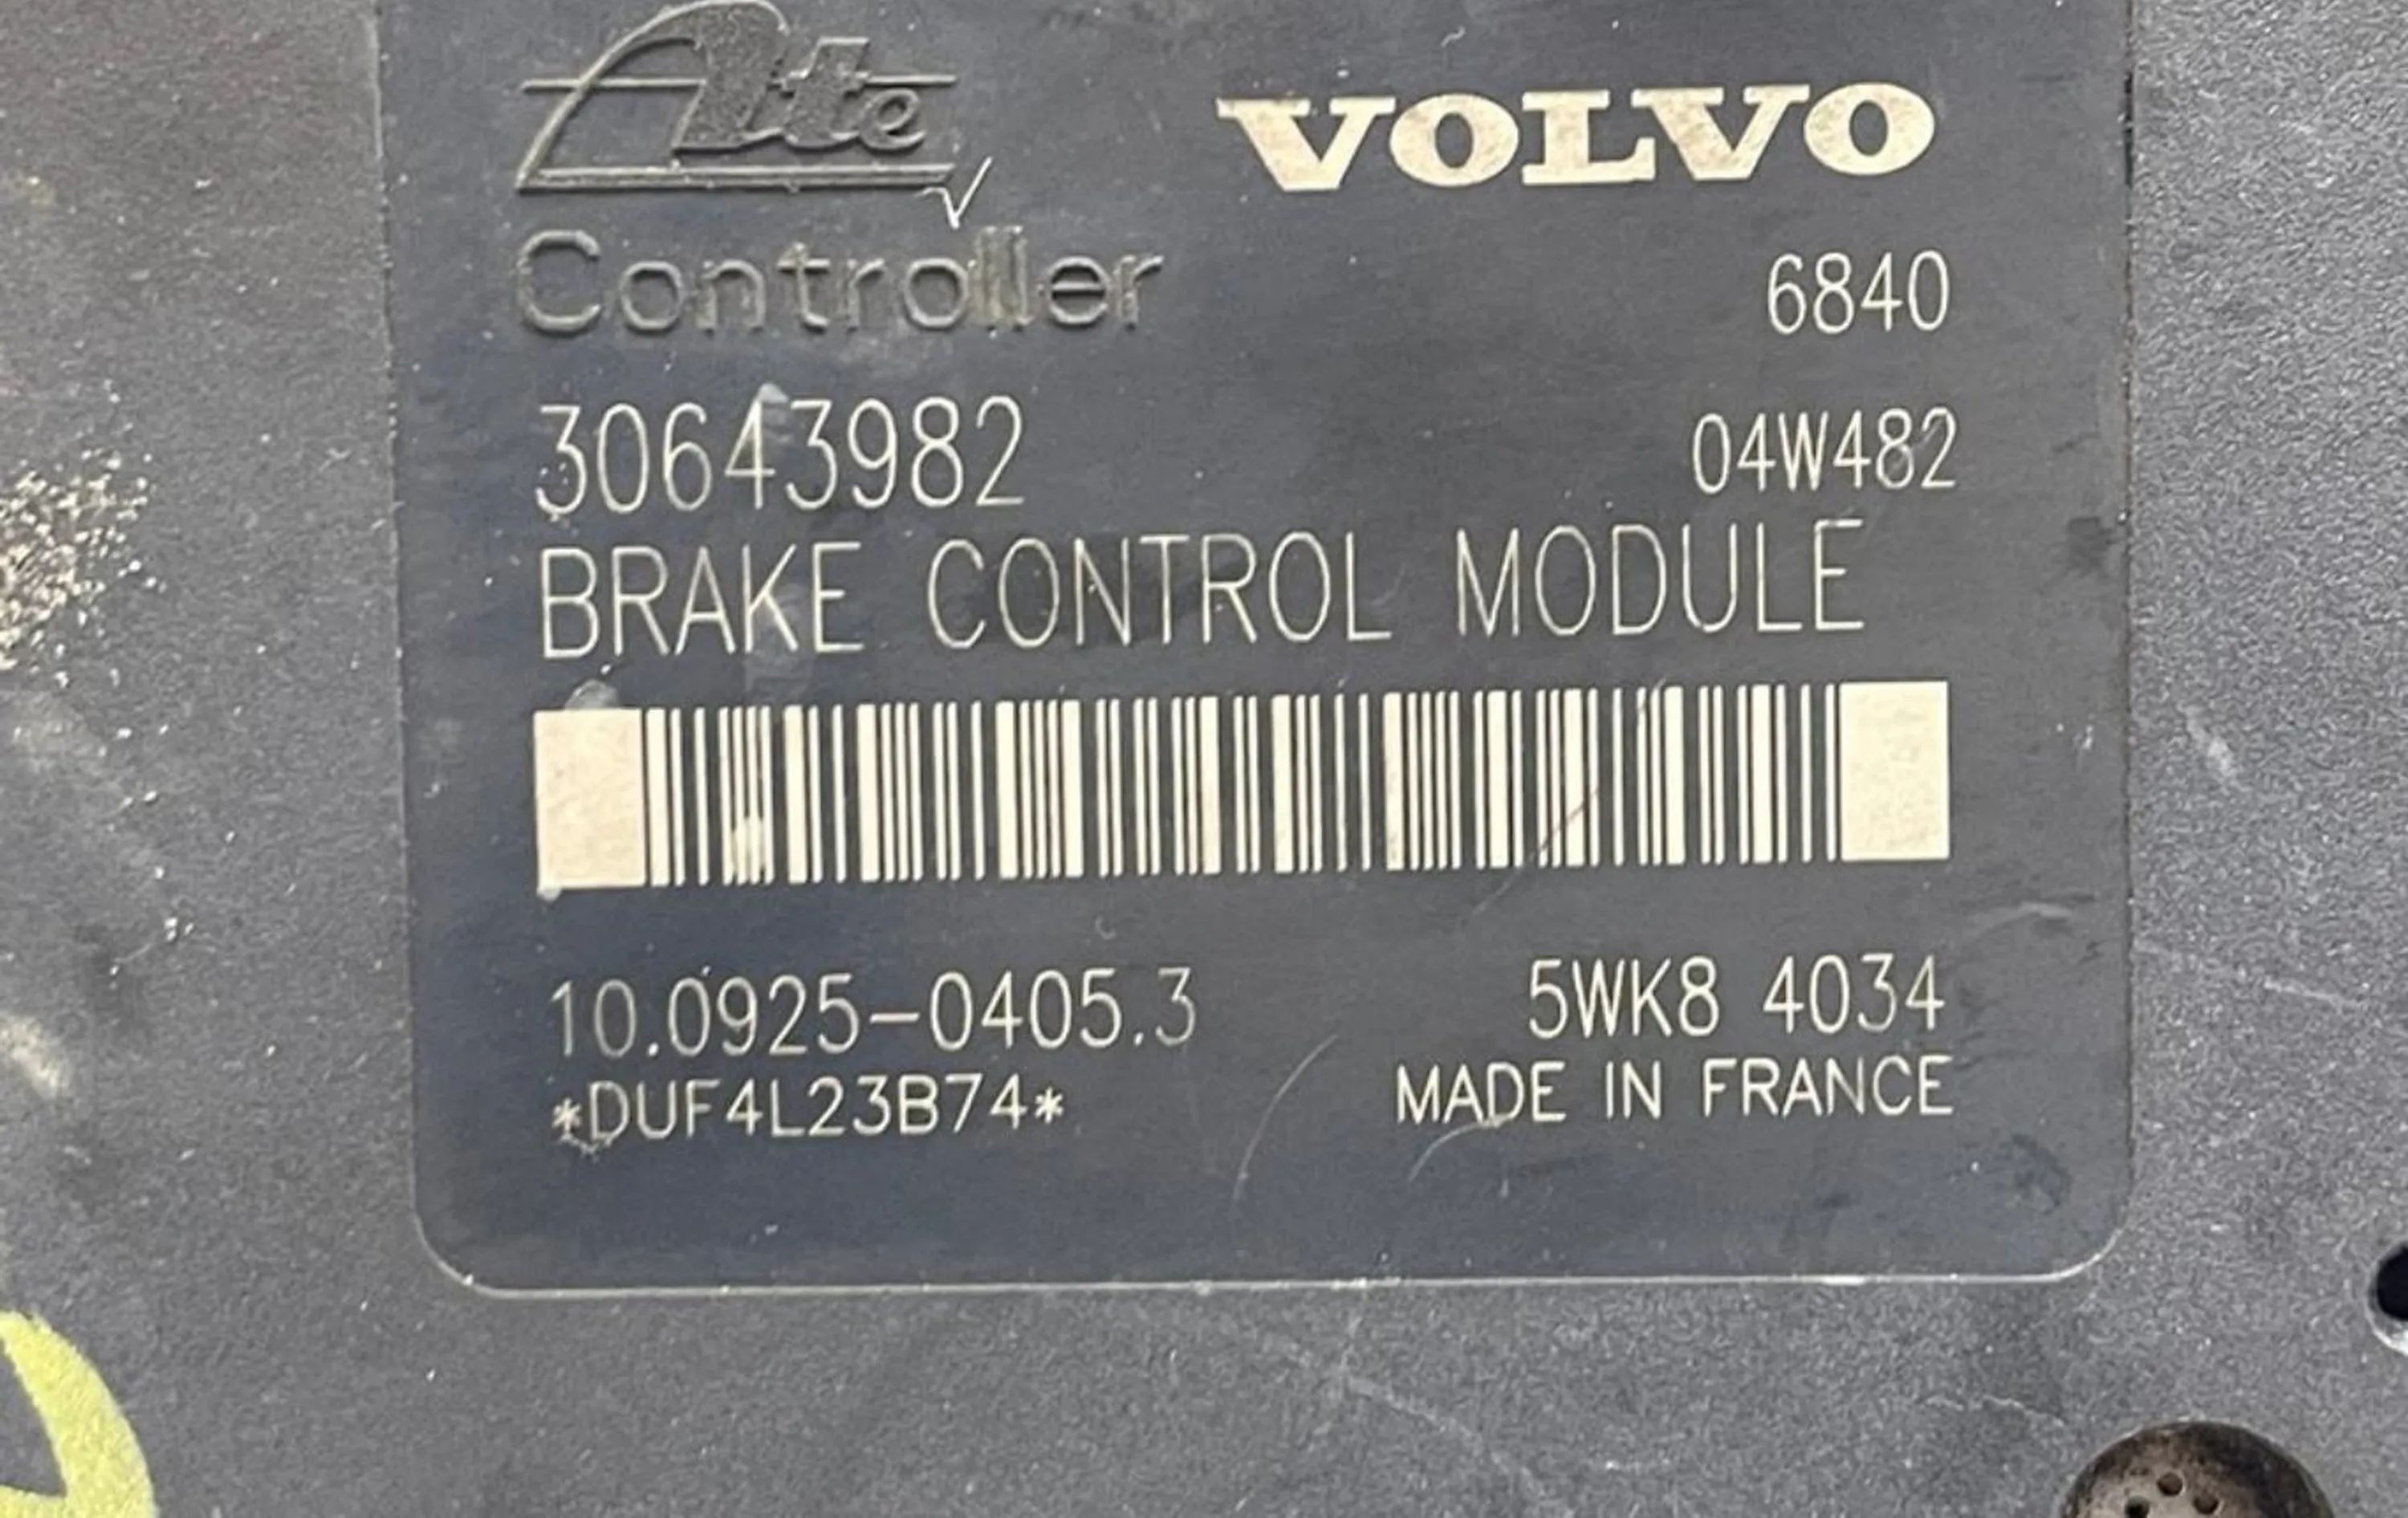 Ate VOLVO
Controller 6840
30643982 04W482
BRAKE CONTROL MODULE
10.0925-0405.3 5WK8 4034
*DUF4L23B74* MADE IN FRANCE